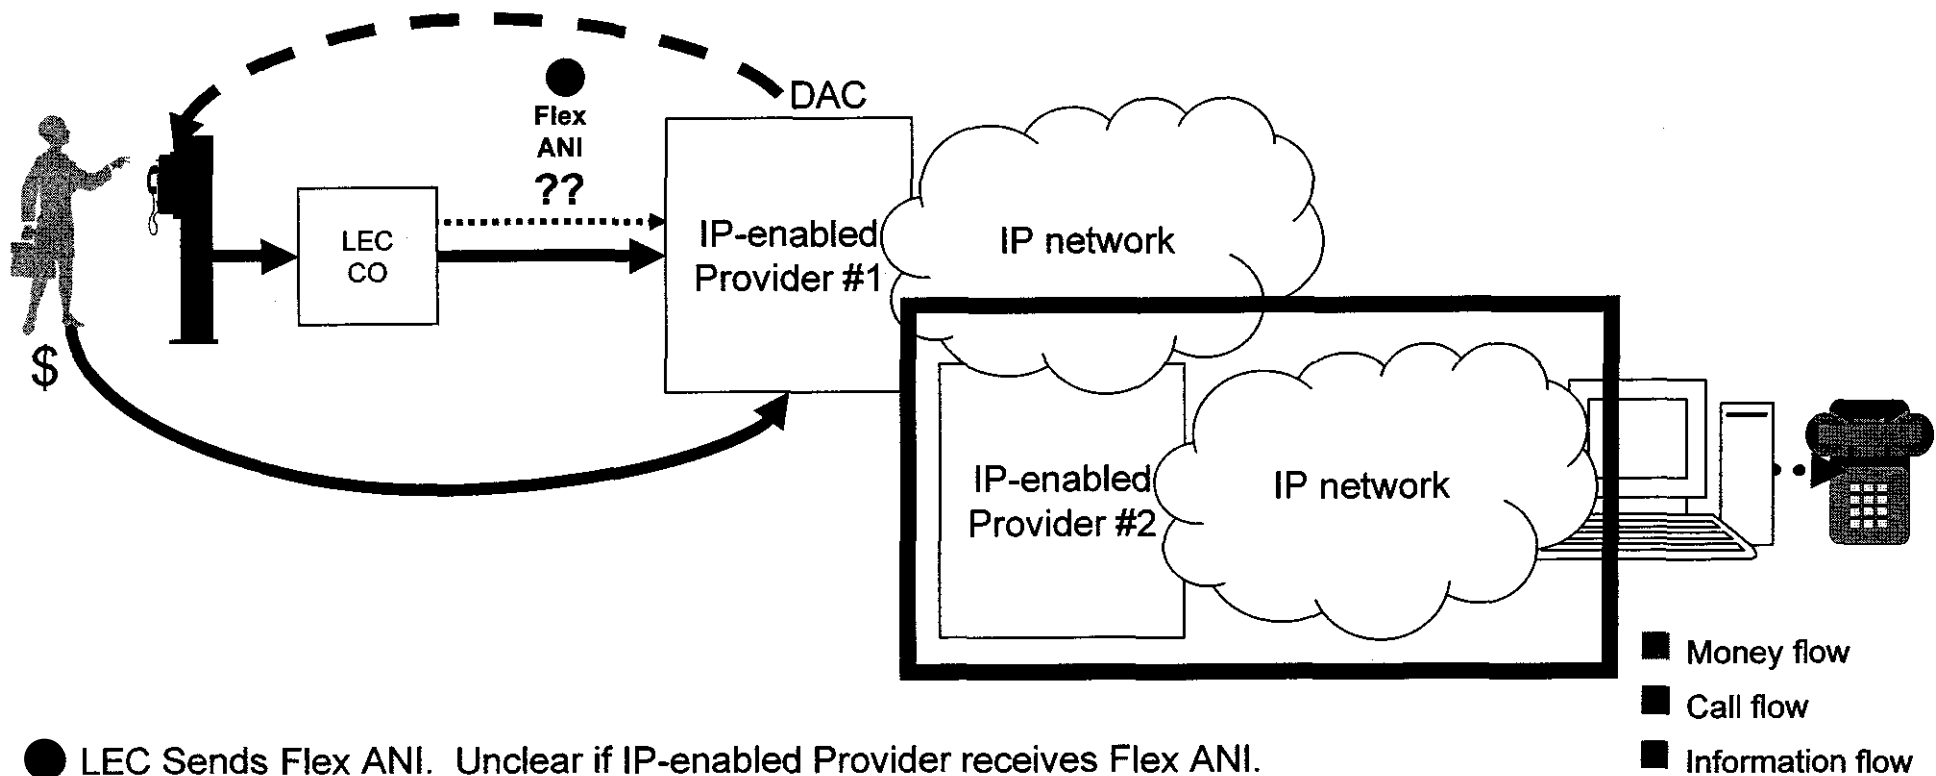 DAC
Flex
ANI
??
LEC
CO
IP-enabled
Provider #1
IP network
$
IP-enabled
Provider #2
IP network
Money flow
Call flow
Information flow
LEC Sends Flex ANI. Unclear if IP-enabled Provider receives Flex ANI.